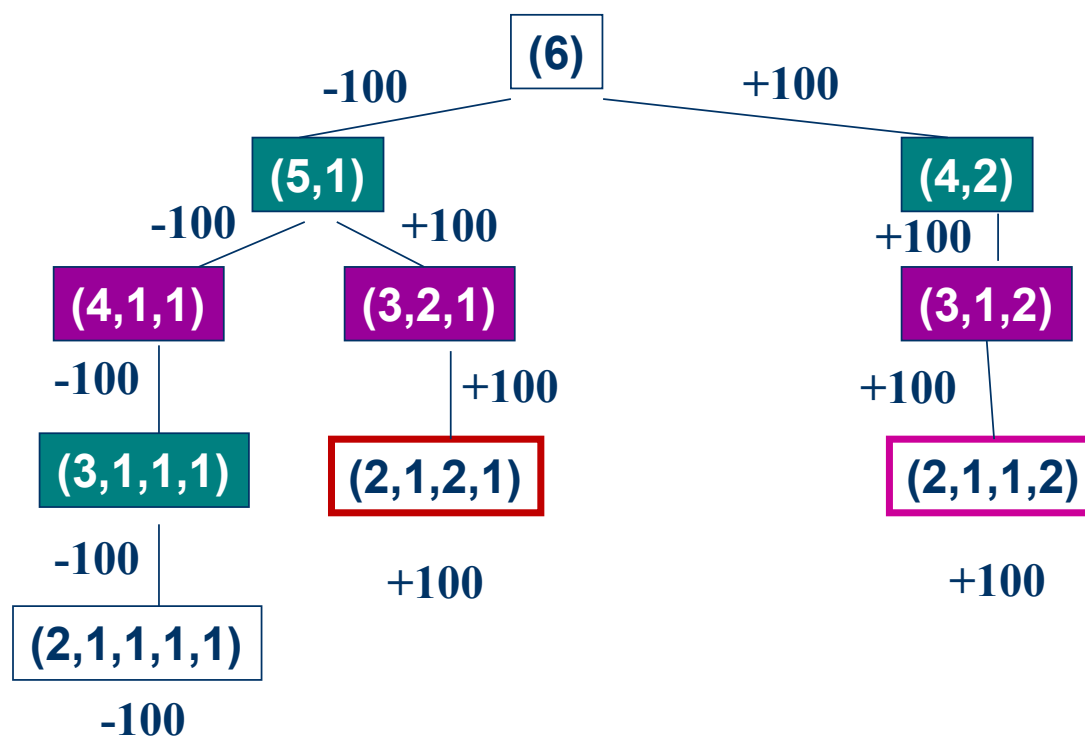 (6)
-100 +100
(5,1) (4,2)
-100 +100 +100
(4,1,1) (3,2,1) (3,1,2)
-100 +100 +100
(3,1,1,1) (2,1,2,1) (2,1,1,2)
-100 +100 +100
(2,1,1,1,1)
-100